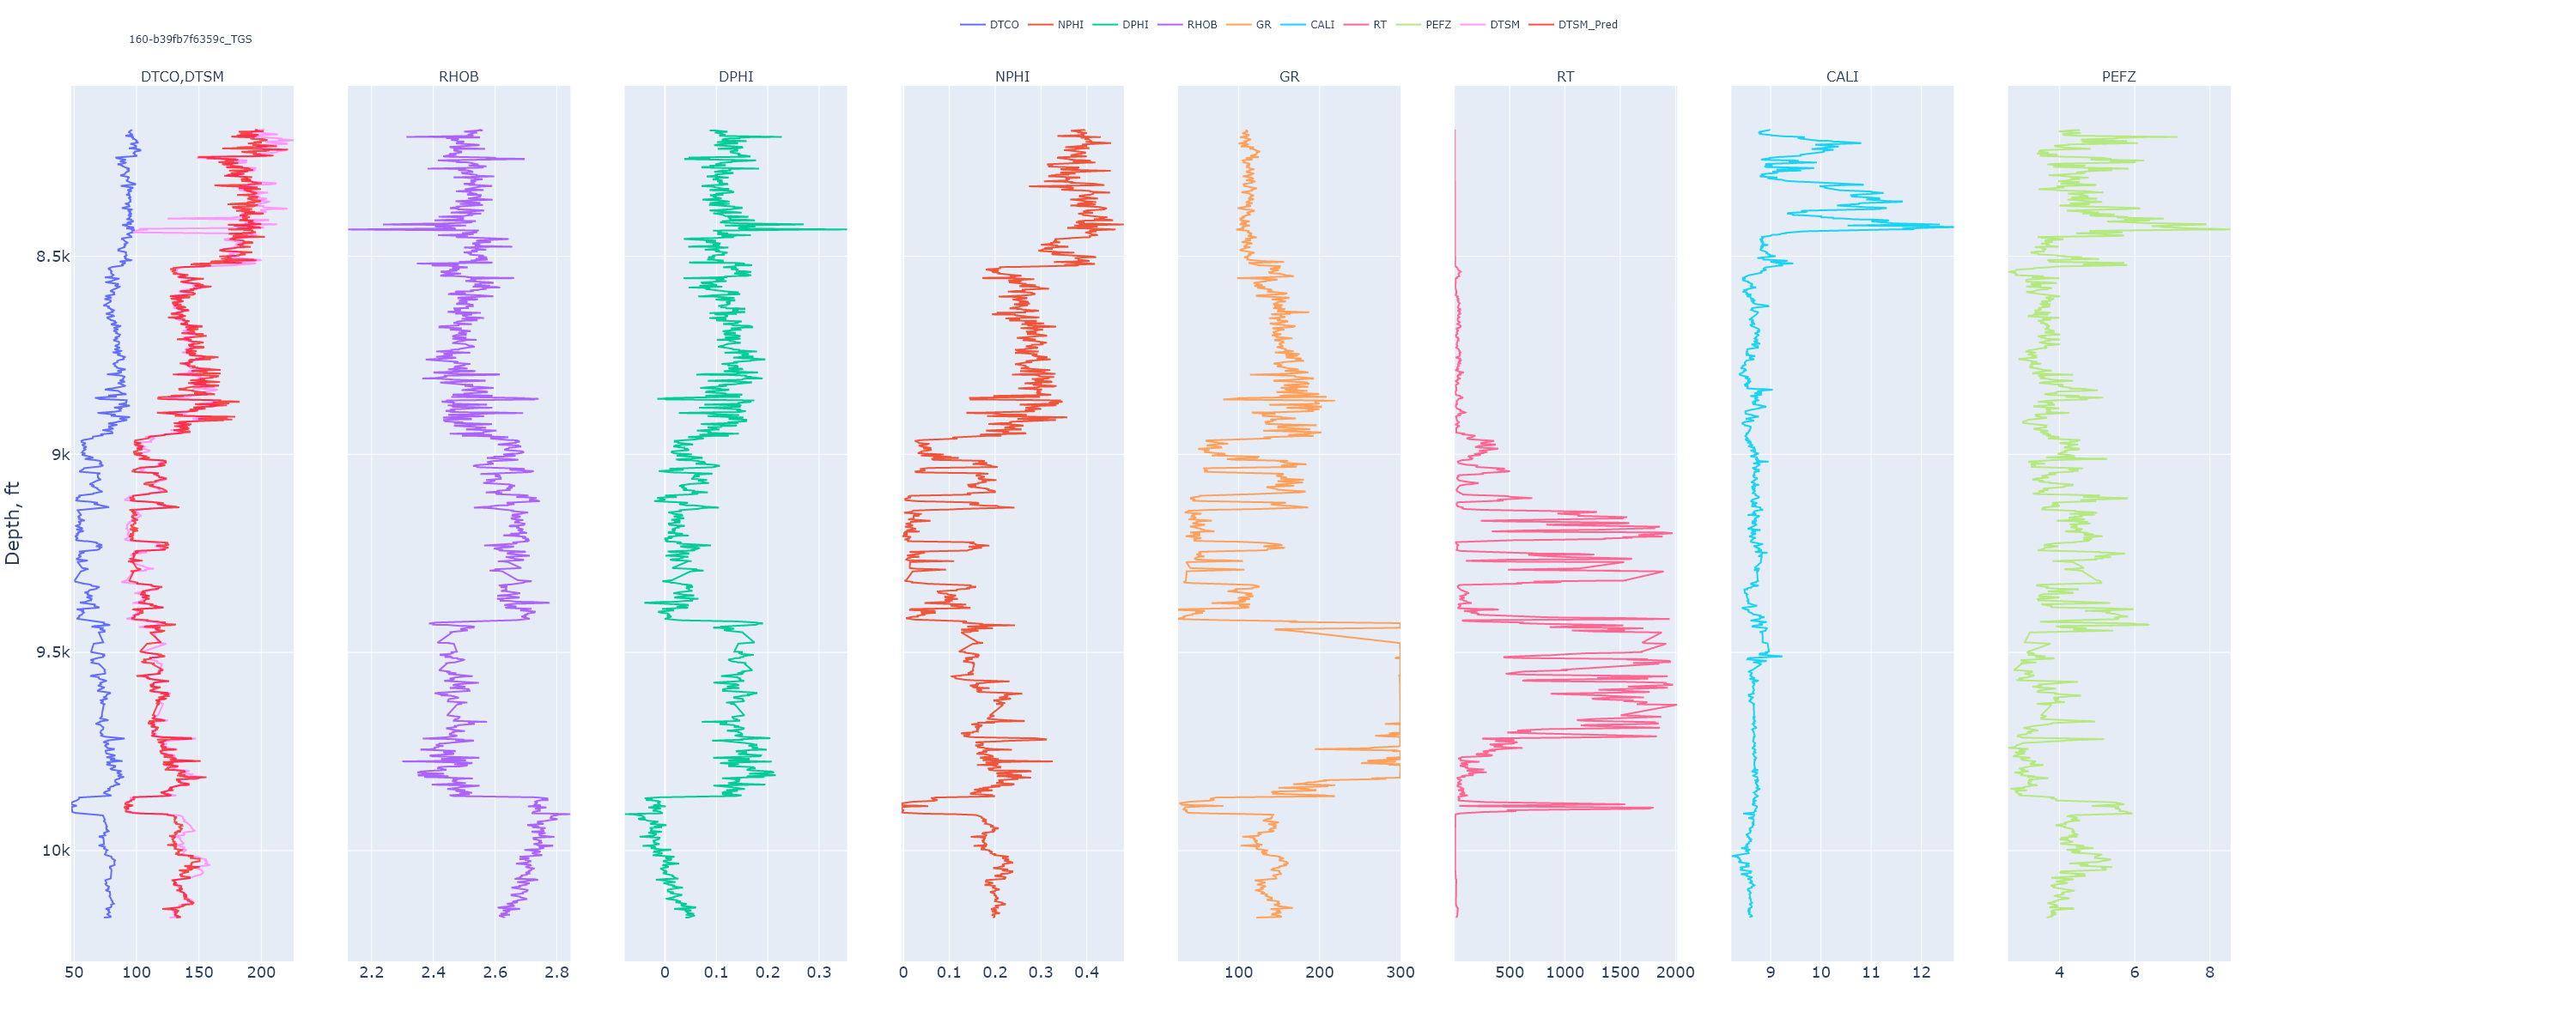 DTCO NPHI DPHI RHOB GR CALI RT PEFZ DTSM DTSM_Pred
160-b39fb7f6359c_TGS
DTCO,DTSM RHOB DPHI NPHI GR RT CALI PEFZ
Depth, ft
8.5k
9k
9.5k
10k
50 100 150 200 2.2 2.4 2.6 2.8 0 0.1 0.2 0.3 0 0.1 0.2 0.3 0.4 100 200 300 500 1000 1500 2000 9 10 11 12 4 6 8